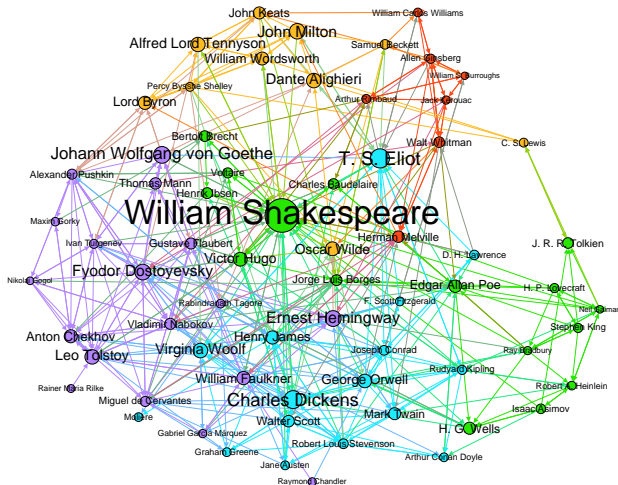 John Keats
William Carlos Williams
John Milton
Alfred Lord Tennyson
Samuel Beckett
William Wordsworth
Allen Ginsberg
William S. Burroughs
Dante Alighieri
Percy Bysshe Shelley
Arthur Rimbaud
Jack Kerouac
Lord Byron
Bertolt Brecht
Walt Whitman
C. S. Lewis
Johann Wolfgang von Goethe
T. S. Eliot
Alexander Pushkin
Voltaire
Thomas Mann
Charles Baudelaire
Henrik Ibsen
William Shakespeare
Maxim Gorky
Herman Melville
Ivan Turgenev
Gustave Flaubert
Oscar Wilde
J. R. R. Tolkien
Victor Hugo
D. H. Lawrence
Fyodor Dostoyevsky
Nikolai Gogol
Jorge Luis Borges
Edgar Allan Poe
H. P. Lovecraft
Rabindranath Tagore
F. Scott Fitzgerald
Neil Gaiman
Ernest Hemingway
Vladimir Nabokov
Stephen King
Anton Chekhov
Henry James
Virginia Woolf
Joseph Conrad
Ray Bradbury
Leo Tolstoy
Rudyard Kipling
William Faulkner
George Orwell
Robert A. Heinlein
Rainer Maria Rilke
Miguel de Cervantes
Charles Dickens
Isaac Asimov
Moliere
Mark Twain
Walter Scott
H. G. Wells
Gabriel Garcia Marquez
Robert Louis Stevenson
Graham Greene
Arthur Conan Doyle
Jane Austen
Raymond Chandler